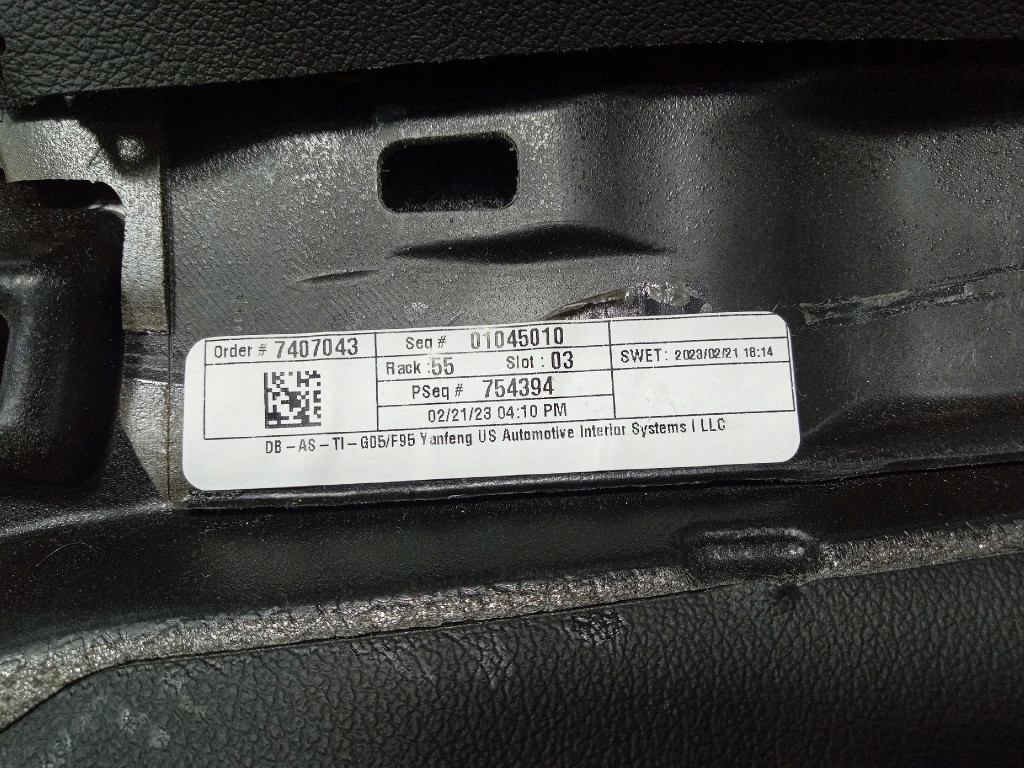 Order # 7407043
Seq # 01045010
Rack :55 Slot : 03
PSeq # 754394
02/21/23 04:10 PM
SWET: 2023/02/21 16:14
DB-AS-TI-G05/F95 Yanfeng US Automotive Interior Systems I LLC